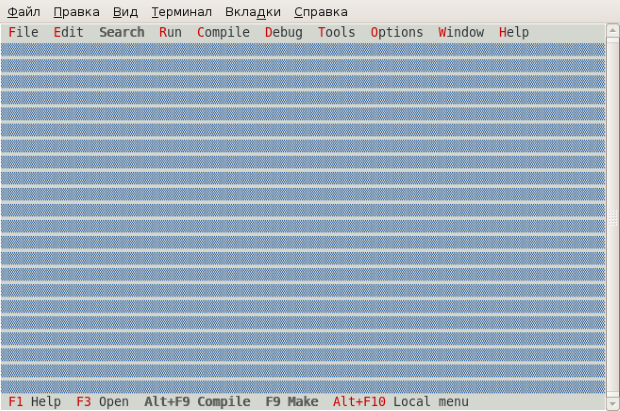 Файл Правка Вид Терминал Вкладки Справка
File Edit Search Run Compile Debug Tools Options Window Help
F1 Help F3 Open Alt+F9 Compile F9 Make Alt+F10 Local menu